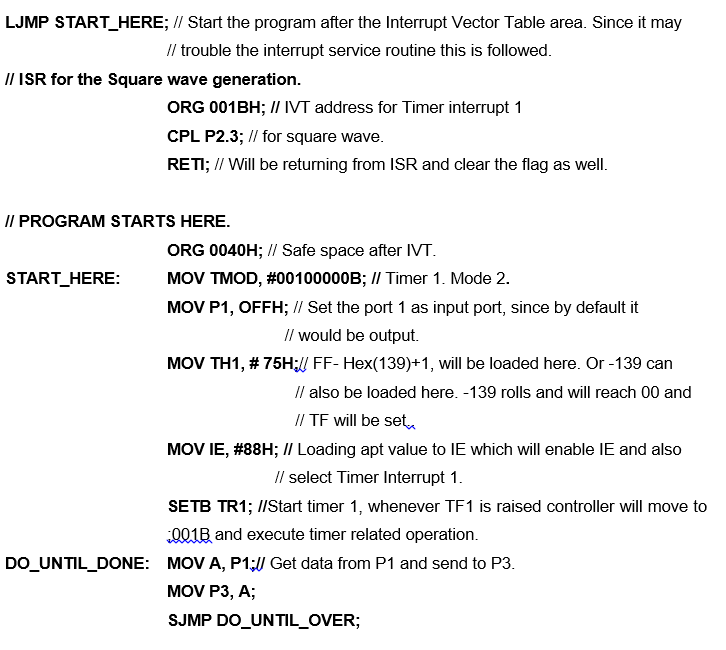 LJMP START_HERE; // Start the program after the Interrupt Vector Table area. Since it may
// trouble the interrupt service routine this is followed.
// ISR for the Square wave generation.
ORG 001BH; // IVT address for Timer interrupt 1
CPL P2.3; // for square wave.
RETI; // Will be returning from ISR and clear the flag as well.
// PROGRAM STARTS HERE.
ORG 0040H; // Safe space after IVT.
START_HERE: MOV TMOD, #00100000B; // Timer 1. Mode 2.
MOV P1, OFFH; // Set the port 1 as input port, since by default it
// would be output.
MOV TH1, # 75H;// FF- Hex(139)+1, will be loaded here. Or -139 can
// also be loaded here. -139 rolls and will reach 00 and
// TF will be set..
MOV IE, #88H; // Loading apt value to IE which will enable IE and also
// select Timer Interrupt 1.
SETB TR1; //Start timer 1, whenever TF1 is raised controller will move to
:001B and execute timer related operation.
DO_UNTIL_DONE: MOV A, P1;// Get data from P1 and send to P3.
MOV P3, A;
SJMP DO_UNTIL_OVER;